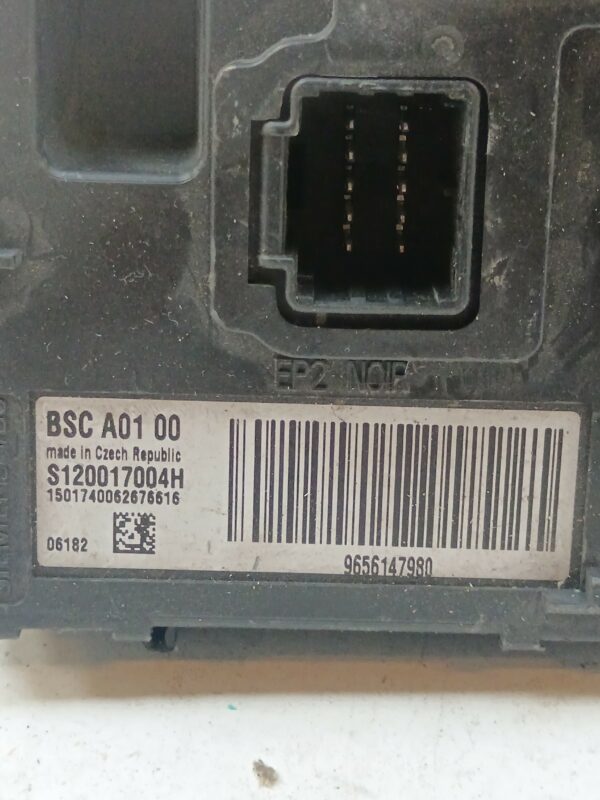 EP2 NOIR
BSC A01 00
made in Czech Republic
S120017004H
1501740062676616
06182
9656147980